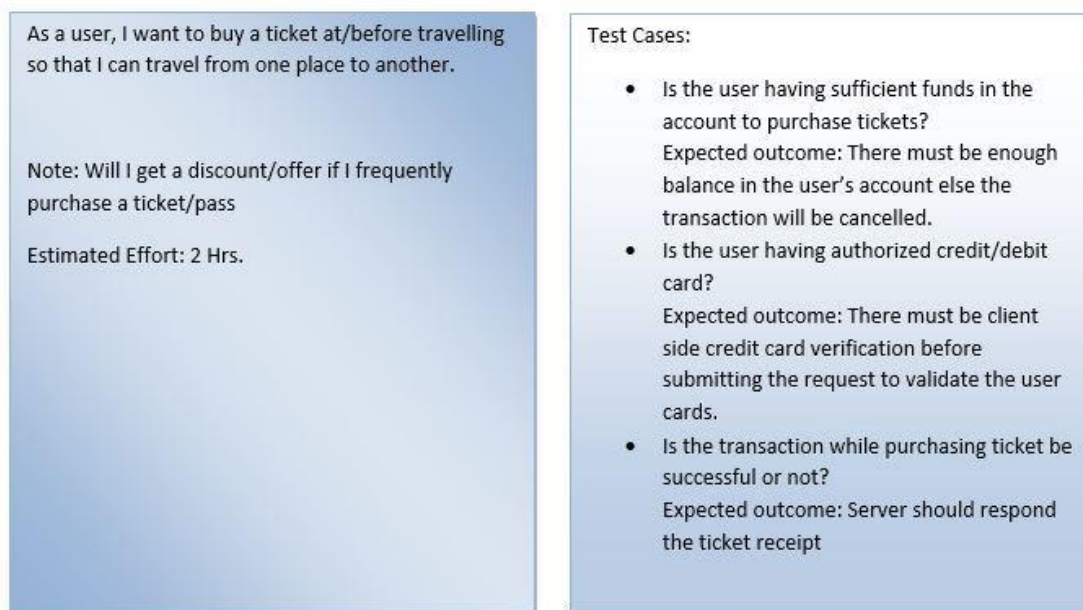 As a user, I want to buy a ticket at/before travelling
so that I can travel from one place to another.
Note: Will I get a discount/offer if I frequently
purchase a ticket/pass
Estimated Effort: 2 Hrs.
Test Cases:
• Is the user having sufficient funds in the
account to purchase tickets?
Expected outcome: There must be enough
balance in the user’s account else the
transaction will be cancelled.
• Is the user having authorized credit/debit
card?
Expected outcome: There must be client
side credit card verification before
submitting the request to validate the user
cards.
• Is the transaction while purchasing ticket be
successful or not?
Expected outcome: Server should respond
the ticket receipt